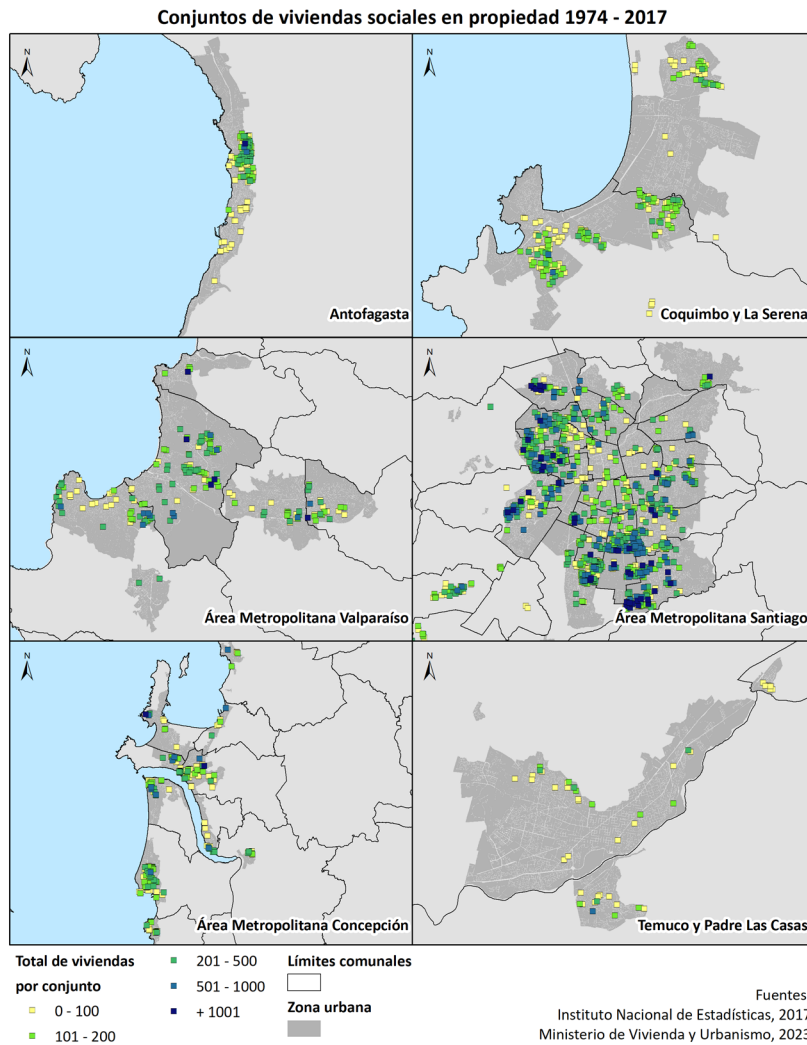 Conjuntos de viviendas sociales en propiedad 1974 - 2017
N
Antofagasta
N
Coquimbo y La Serena
N
Área Metropolitana Valparaíso
N
Área Metropolitana Santiago
N
Área Metropolitana Concepción
N
Temuco y Padre Las Casas
Total de viviendas
por conjunto
0 - 100
101 - 200
201 - 500
501 - 1000
+ 1001
Límites comunales
Zona urbana
Fuentes
Instituto Nacional de Estadísticas, 2017
Ministerio de Vivienda y Urbanismo, 2023